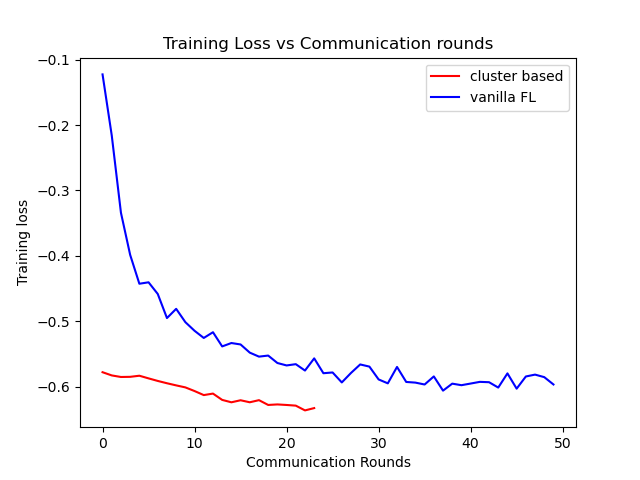 Training Loss vs Communication rounds
cluster based
vanilla FL
Training loss
−0.1
−0.2
−0.3
−0.4
−0.5
−0.6
0 10 20 30 40 50
Communication Rounds